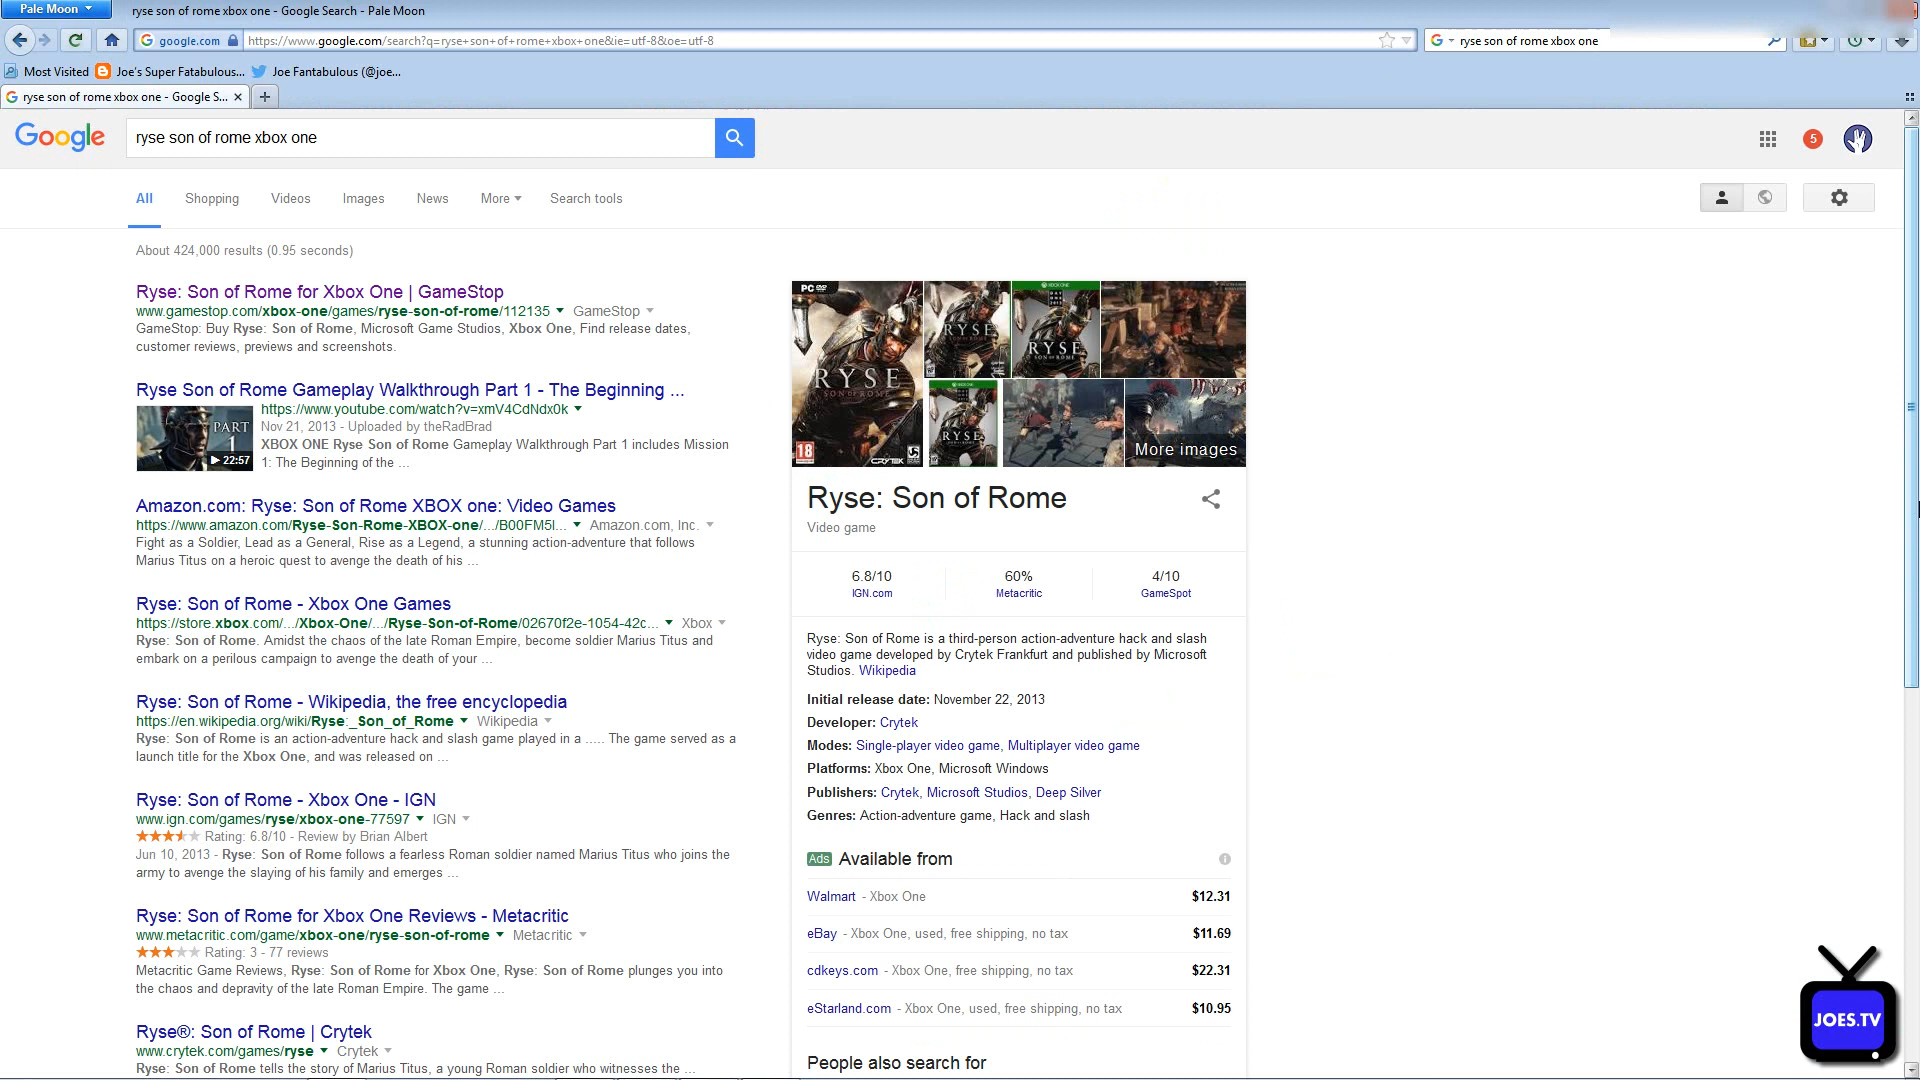 Pale Moon
ryse son of rome xbox one - Google Search - Pale Moon
google.com
https://www.google.com/search?q=ryse+son+of+rome+xbox+one&ie=utf-8&oe=utf-8
ryse son of rome xbox one
Most Visited
Joe's Super Fatabulous...
Joe Fantabulous (@joe...
ryse son of rome xbox one - Google S...
Google
ryse son of rome xbox one
5
All
Shopping
Videos
Images
News
More
Search tools
About 424,000 results (0.95 seconds)
Ryse: Son of Rome for Xbox One | GameStop
www.gamestop.com/xbox-one/games/ryse-son-of-rome/112135 GameStop
GameStop: Buy Ryse: Son of Rome, Microsoft Game Studios, Xbox One, Find release dates,
customer reviews, previews and screenshots.
Ryse Son of Rome Gameplay Walkthrough Part 1 - The Beginning ...
PART
1
22:57
https://www.youtube.com/watch?v=xmV4CdNdx0k
Nov 21, 2013 - Uploaded by theRadBrad
XBOX ONE Ryse Son of Rome Gameplay Walkthrough Part 1 includes Mission
1: The Beginning of the ...
Amazon.com: Ryse: Son of Rome XBOX one: Video Games
https://www.amazon.com/Ryse-Son-Rome-XBOX-one/.../B00FM5I... Amazon.com, Inc.
Fight as a Soldier, Lead as a General, Rise as a Legend, a stunning action-adventure that follows
Marius Titus on a heroic quest to avenge the death of his ...
Ryse: Son of Rome - Xbox One Games
https://store.xbox.com/.../Xbox-One/.../Ryse-Son-of-Rome/02670f2e-1054-42c... Xbox
Ryse: Son of Rome. Amidst the chaos of the late Roman Empire, become soldier Marius Titus and
embark on a perilous campaign to avenge the death of your ...
Ryse: Son of Rome - Wikipedia, the free encyclopedia
https://en.wikipedia.org/wiki/Ryse:_Son_of_Rome Wikipedia
Ryse: Son of Rome is an action-adventure hack and slash game played in a ..... The game served as a
launch title for the Xbox One, and was released on ...
Ryse: Son of Rome - Xbox One - IGN
www.ign.com/games/ryse/xbox-one-77597 IGN
Rating: 6.8/10 - Review by Brian Albert
Jun 10, 2013 - Ryse: Son of Rome follows a fearless Roman soldier named Marius Titus who joins the
army to avenge the slaying of his family and emerges ...
Ryse: Son of Rome for Xbox One Reviews - Metacritic
www.metacritic.com/game/xbox-one/ryse-son-of-rome Metacritic
Rating: 3 - 77 reviews
Metacritic Game Reviews, Ryse: Son of Rome for Xbox One, Ryse: Son of Rome plunges you into
the chaos and depravity of the late Roman Empire. The game ...
Ryse®: Son of Rome | Crytek
www.crytek.com/games/ryse Crytek
Ryse: Son of Rome tells the story of Marius Titus, a young Roman soldier who witnesses the ...
PC DVD
RYSE
SON OF ROME
18
CRYTEK
RYSE
XBOX ONE
RYSE
SON OF ROME
RYSE
More images
Ryse: Son of Rome
Video game
6.8/10
IGN.com
60%
Metacritic
4/10
GameSpot
Ryse: Son of Rome is a third-person action-adventure hack and slash
video game developed by Crytek Frankfurt and published by Microsoft
Studios. Wikipedia
Initial release date: November 22, 2013
Developer: Crytek
Modes: Single-player video game, Multiplayer video game
Platforms: Xbox One, Microsoft Windows
Publishers: Crytek, Microsoft Studios, Deep Silver
Genres: Action-adventure game, Hack and slash
Ads Available from
Walmart - Xbox One $12.31
eBay - Xbox One, used, free shipping, no tax $11.69
cdkeys.com - Xbox One, free shipping, no tax $22.31
eStarland.com - Xbox One, used, free shipping, no tax $10.95
People also search for
JOES.TV